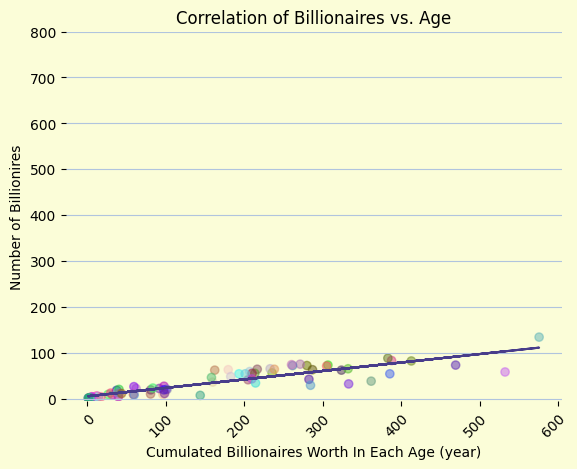 Correlation of Billionaires vs. Age
800
700
600
500
400
300
200
100
0
Number of Billionires
0 100 200 300 400 500 600
Cumulated Billionaires Worth In Each Age (year)